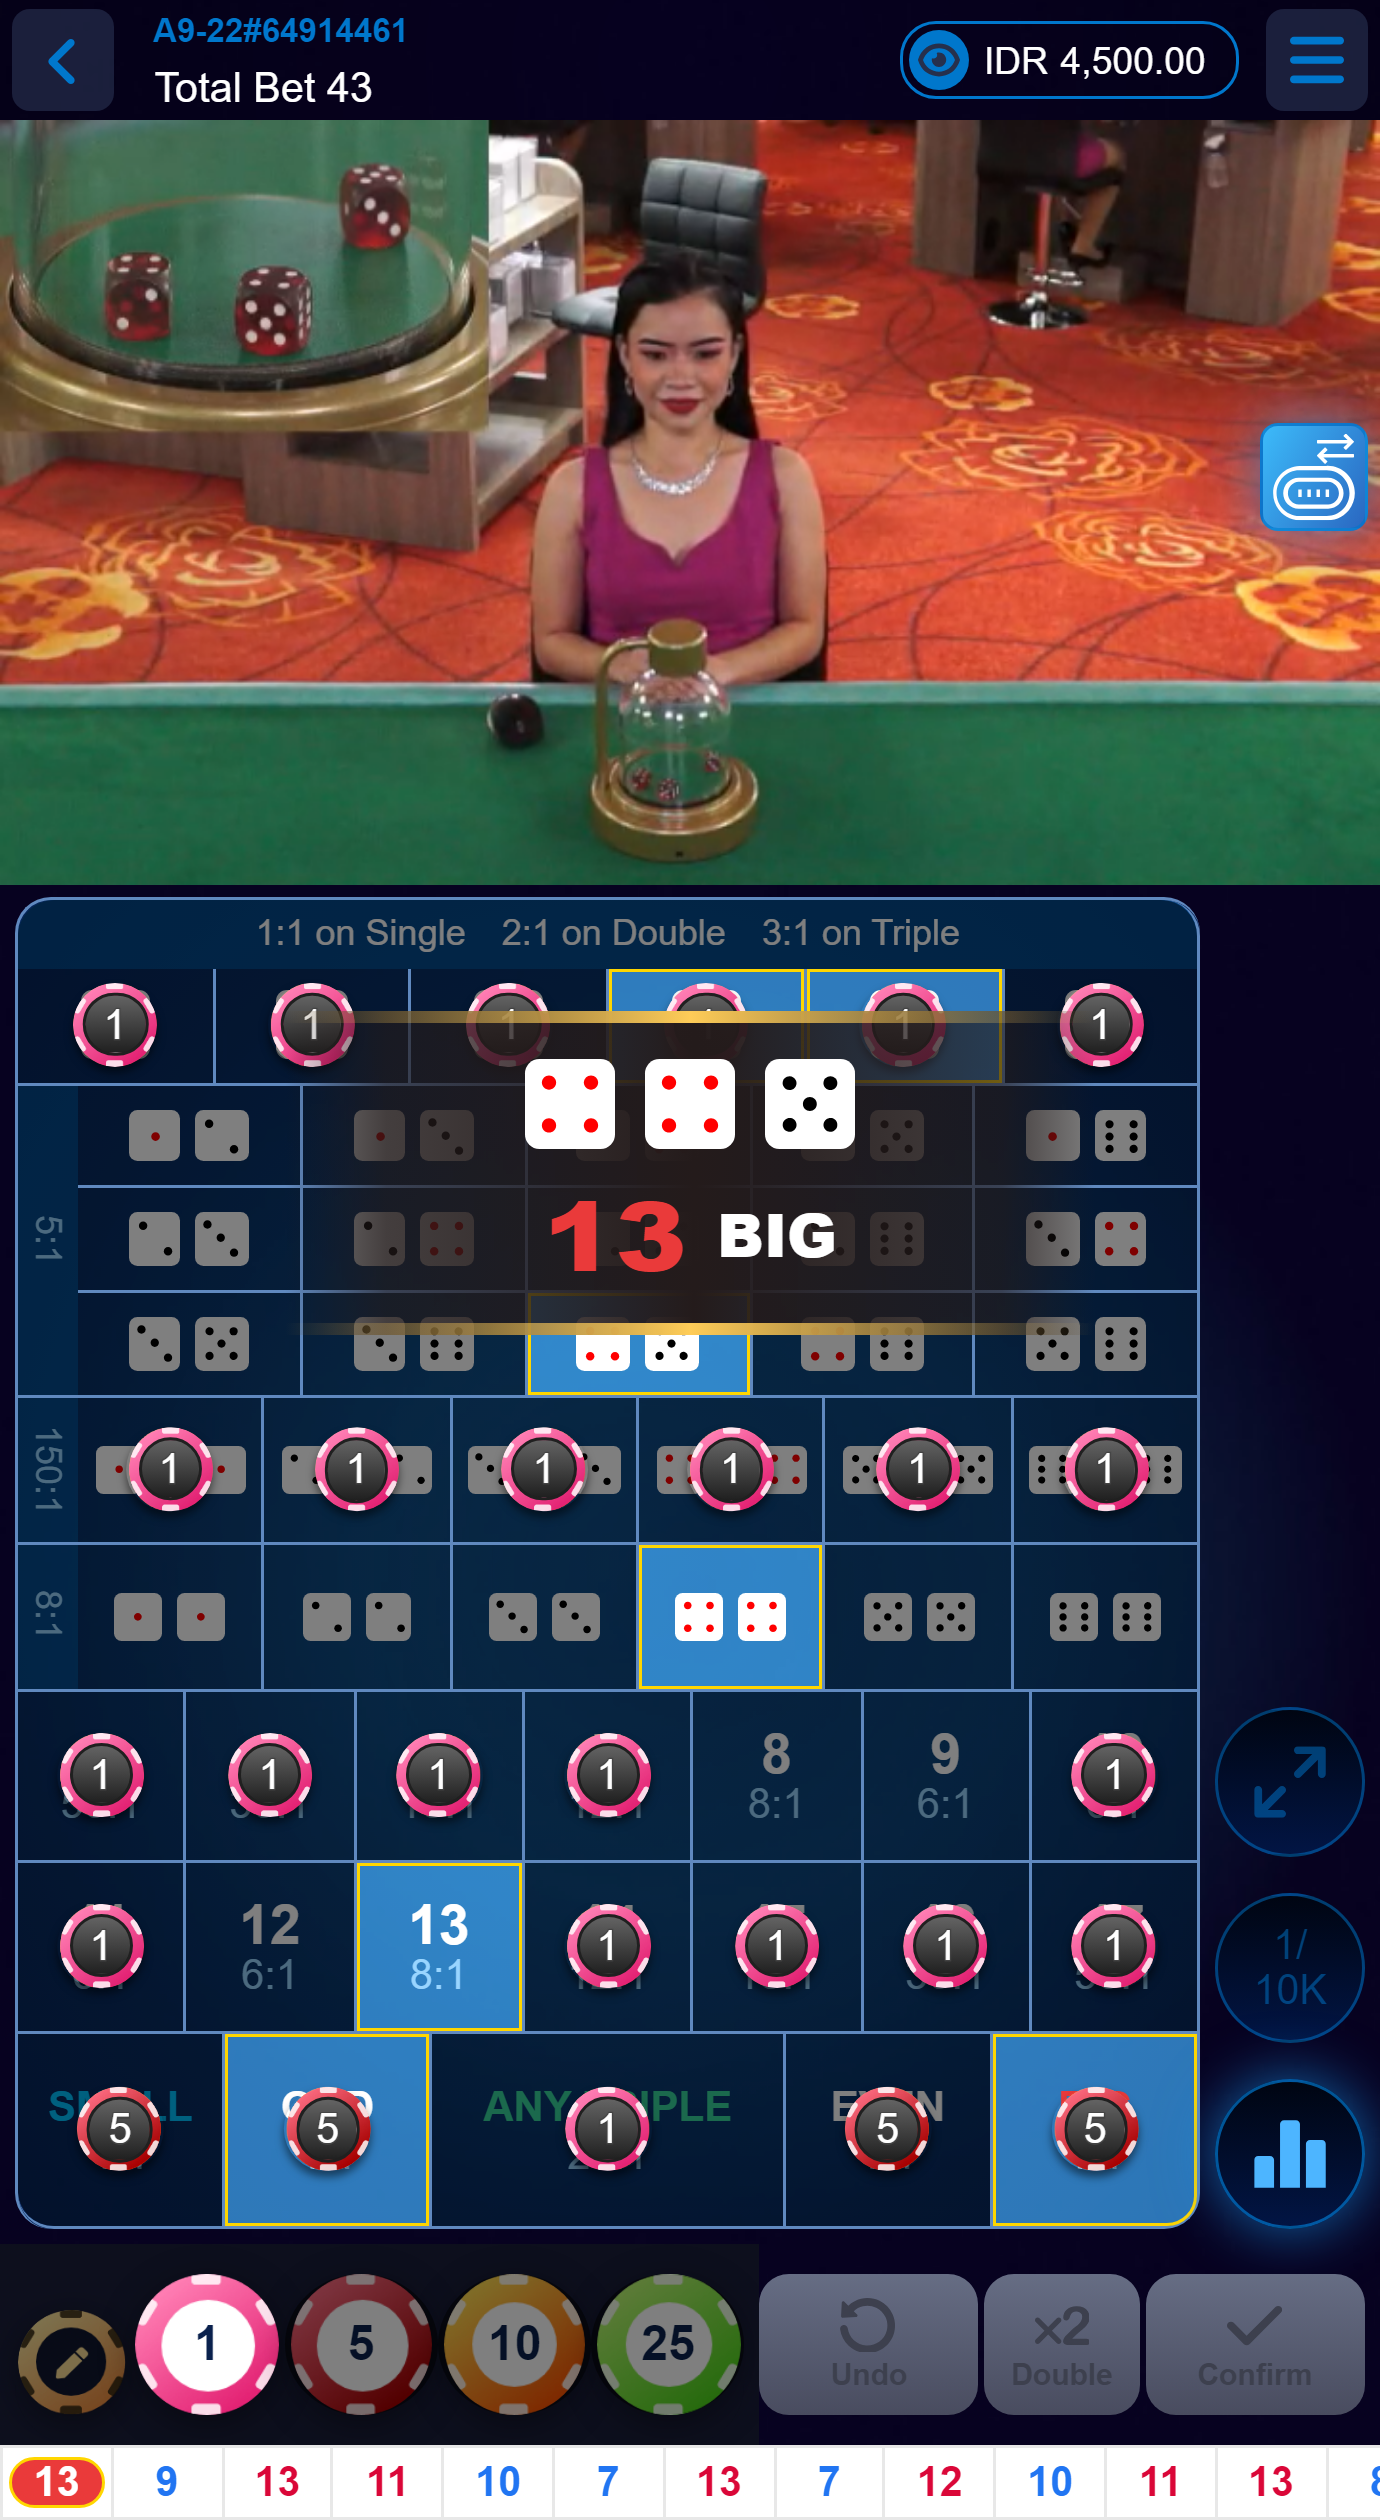 A9-22#64914461
Total Bet 43
IDR 4,500.00
1:1 on Single 2:1 on Double 3:1 on Triple
1 1 1 1 1 1
5:1
13 BIG
150:1
1 1 1 1 1 1
8:1
1 1 1 1 8 9 1
8:1 6:1
1 12 13 1 1 1 1
6:1 8:1
5 5 1 5 5
1/
10K
1 5 10 25
Undo
x2
Double
Confirm
13 9 13 11 10 7 13 7 12 10 11 13